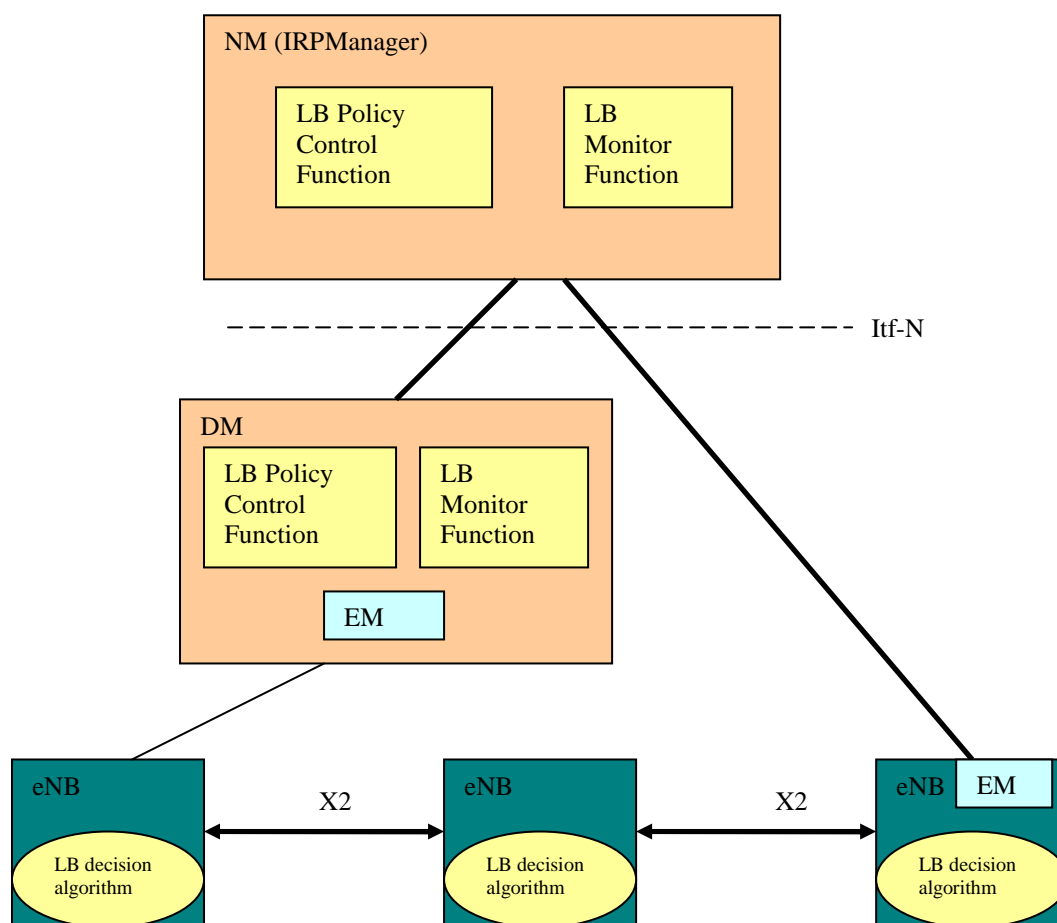 NM (IRPManager)
LB Policy
Control
Function
LB
Monitor
Function
Itf-N
DM
LB Policy
Control
Function
LB
Monitor
Function
EM
eNB
X2
eNB
X2
eNB
EM
LB decision
algorithm
LB decision
algorithm
LB decision
algorithm